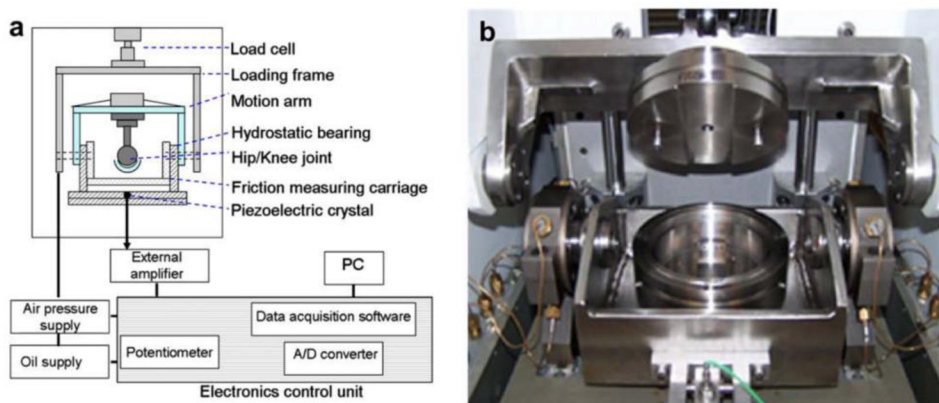 a
Load cell
Loading frame
Motion arm
Hydrostatic bearing
Hip/Knee joint
Friction measuring carriage
Piezoelectric crystal
External
amplifier
PC
Air pressure
supply
Data acquisition software
Oil supply
Potentiometer
A/D converter
Electronics control unit
b